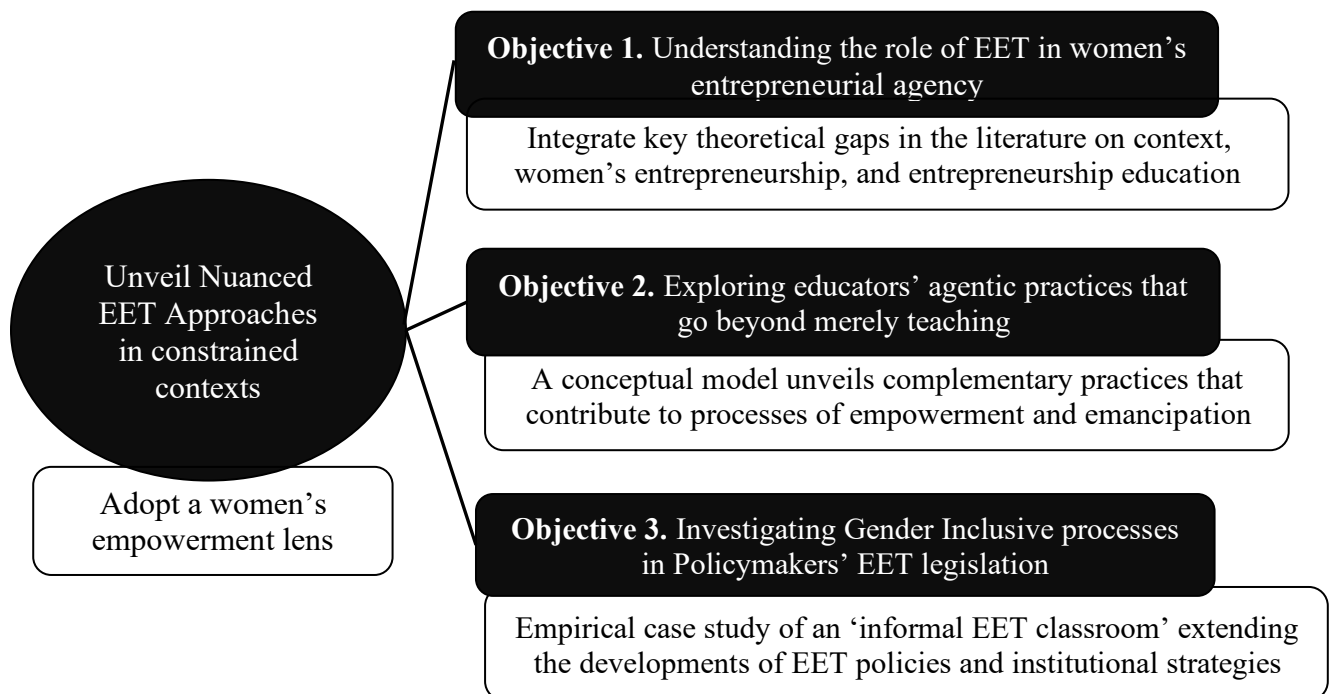 Unveil Nuanced
EET Approaches
in constrained
contexts
Adopt a women’s
empowerment lens
Objective 1. Understanding the role of EET in women’s
entrepreneurial agency
Integrate key theoretical gaps in the literature on context,
women’s entrepreneurship, and entrepreneurship education
Objective 2. Exploring educators’ agentic practices that
go beyond merely teaching
A conceptual model unveils complementary practices that
contribute to processes of empowerment and emancipation
Objective 3. Investigating Gender Inclusive processes
in Policymakers’ EET legislation
Empirical case study of an ‘informal EET classroom’ extending
the developments of EET policies and institutional strategies